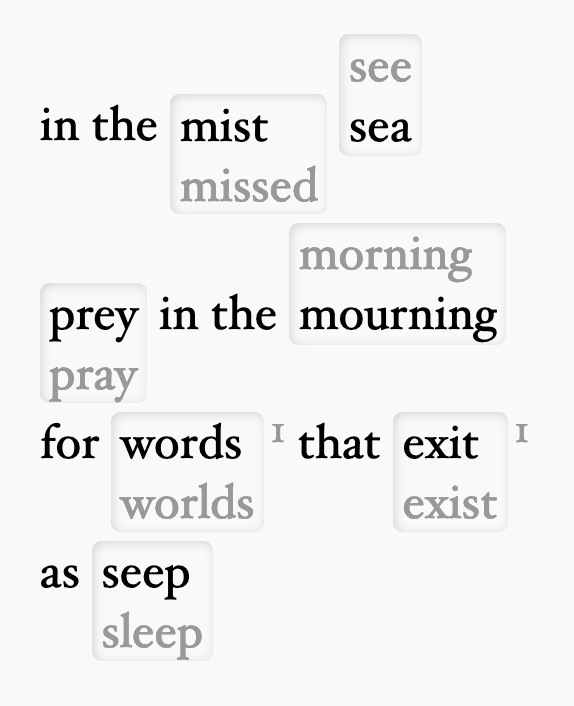 see
in the mist sea
missed
morning
prey in the mourning
pray
for words I that exit I
worlds exist
as seep
sleep